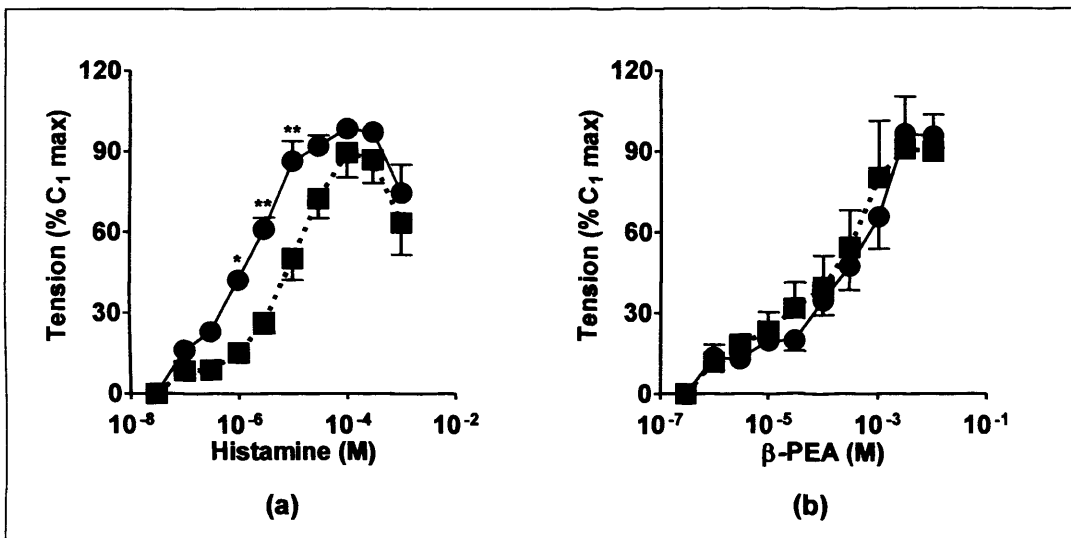 120
90
60
30
0
Tension (% C₁ max)
*
**
**
10⁻⁸ 10⁻⁶ 10⁻⁴ 10⁻²
Histamine (M)
(a)
120
90
60
30
0
Tension (% C₁ max)
10⁻⁷ 10⁻⁵ 10⁻³ 10⁻¹
β-PEA (M)
(b)